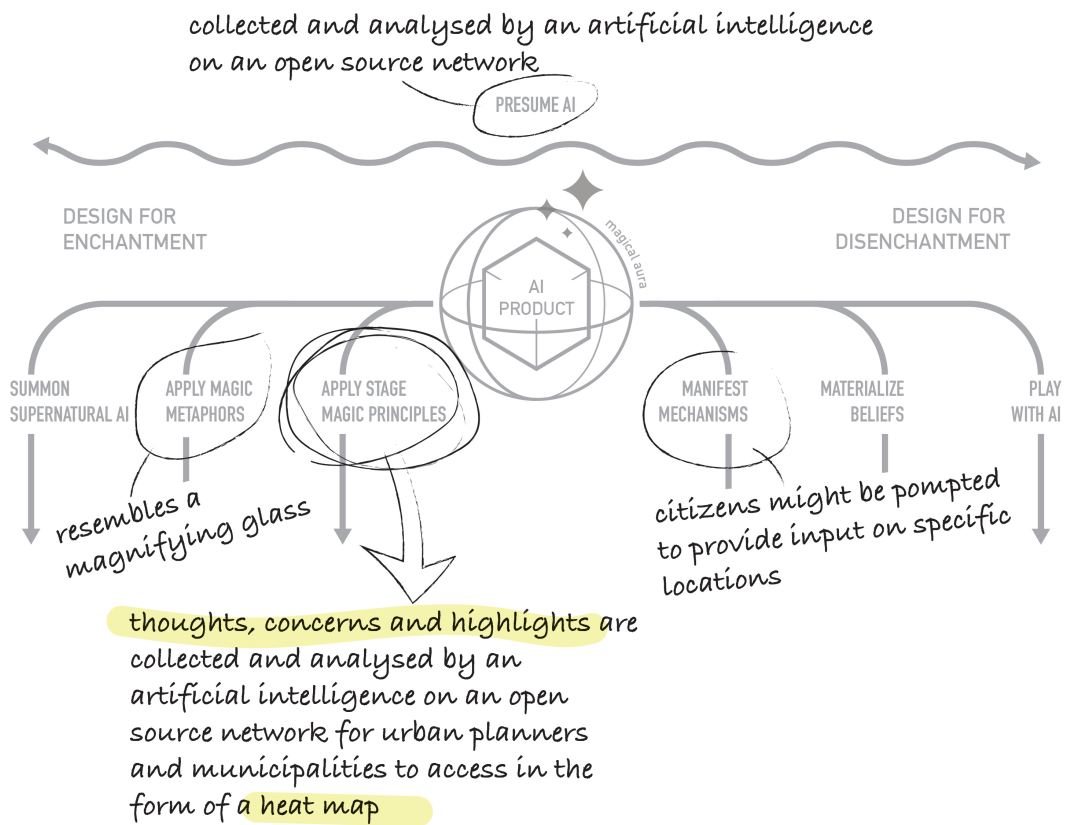 collected and analysed by an artificial intelligence
on an open source network
PRESUME AI
DESIGN FOR
ENCHANTMENT
DESIGN FOR
DISENCHANTMENT
magical aura
AI
PRODUCT
SUMMON
SUPERNATURAL AI
APPLY MAGIC
METAPHORS
APPLY STAGE
MAGIC PRINCIPLES
MANIFEST
MECHANISMS
MATERIALIZE
BELIEFS
PLAY
WITH AI
resembles a
magnifying glass
citizens might be pompted
to provide input on specific
locations
thoughts, concerns and highlights are
collected and analysed by an
artificial intelligence on an open
source network for urban planners
and municipalities to access in the
form of a heat map